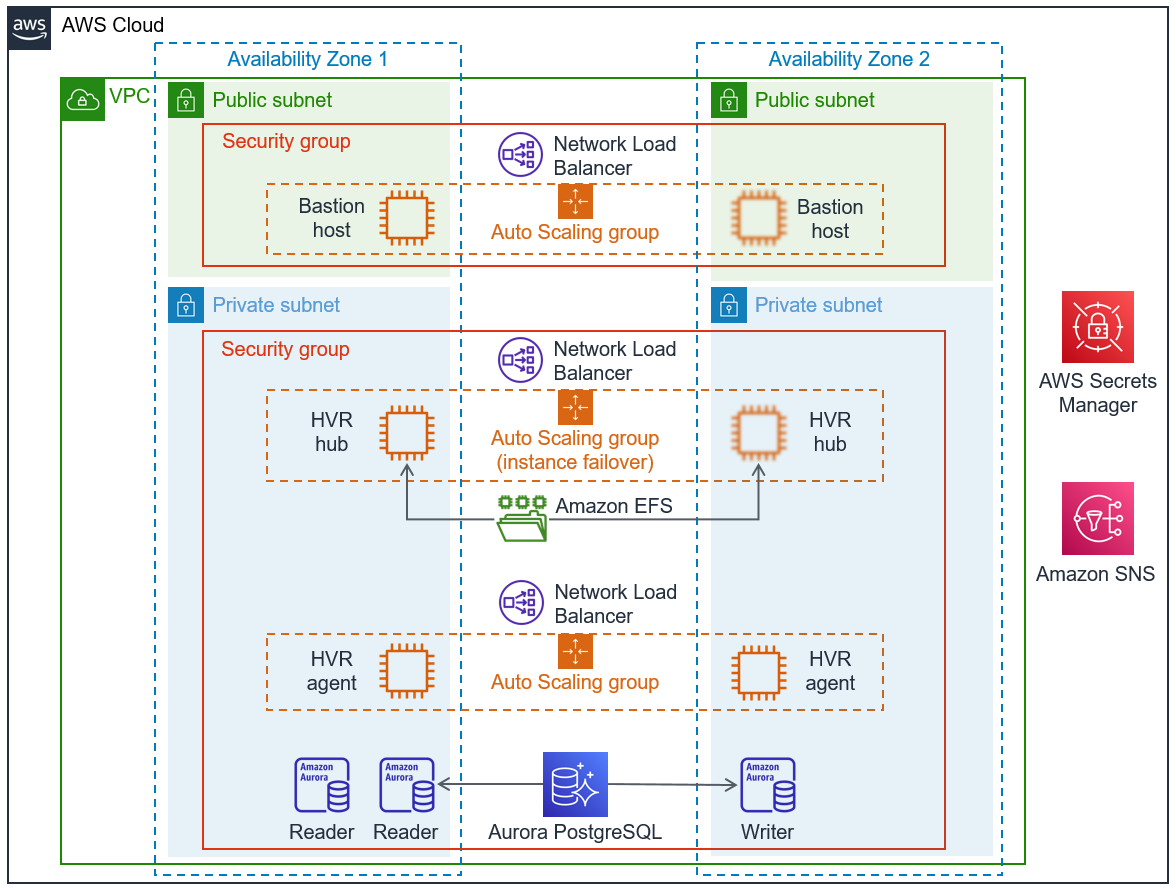 aws
AWS Cloud
Availability Zone 1
Availability Zone 2
VPC
Public subnet
Public subnet
Security group
Network Load
Balancer
Bastion
host
Auto Scaling group
Bastion
host
Private subnet
Private subnet
Security group
Network Load
Balancer
HVR
hub
Auto Scaling group
(instance failover)
HVR
hub
Amazon EFS
AWS Secrets
Manager
Amazon SNS
Network Load
Balancer
HVR
agent
Auto Scaling group
HVR
agent
Amazon
Aurora
Reader
Amazon
Aurora
Reader
Aurora PostgreSQL
Amazon
Aurora
Writer